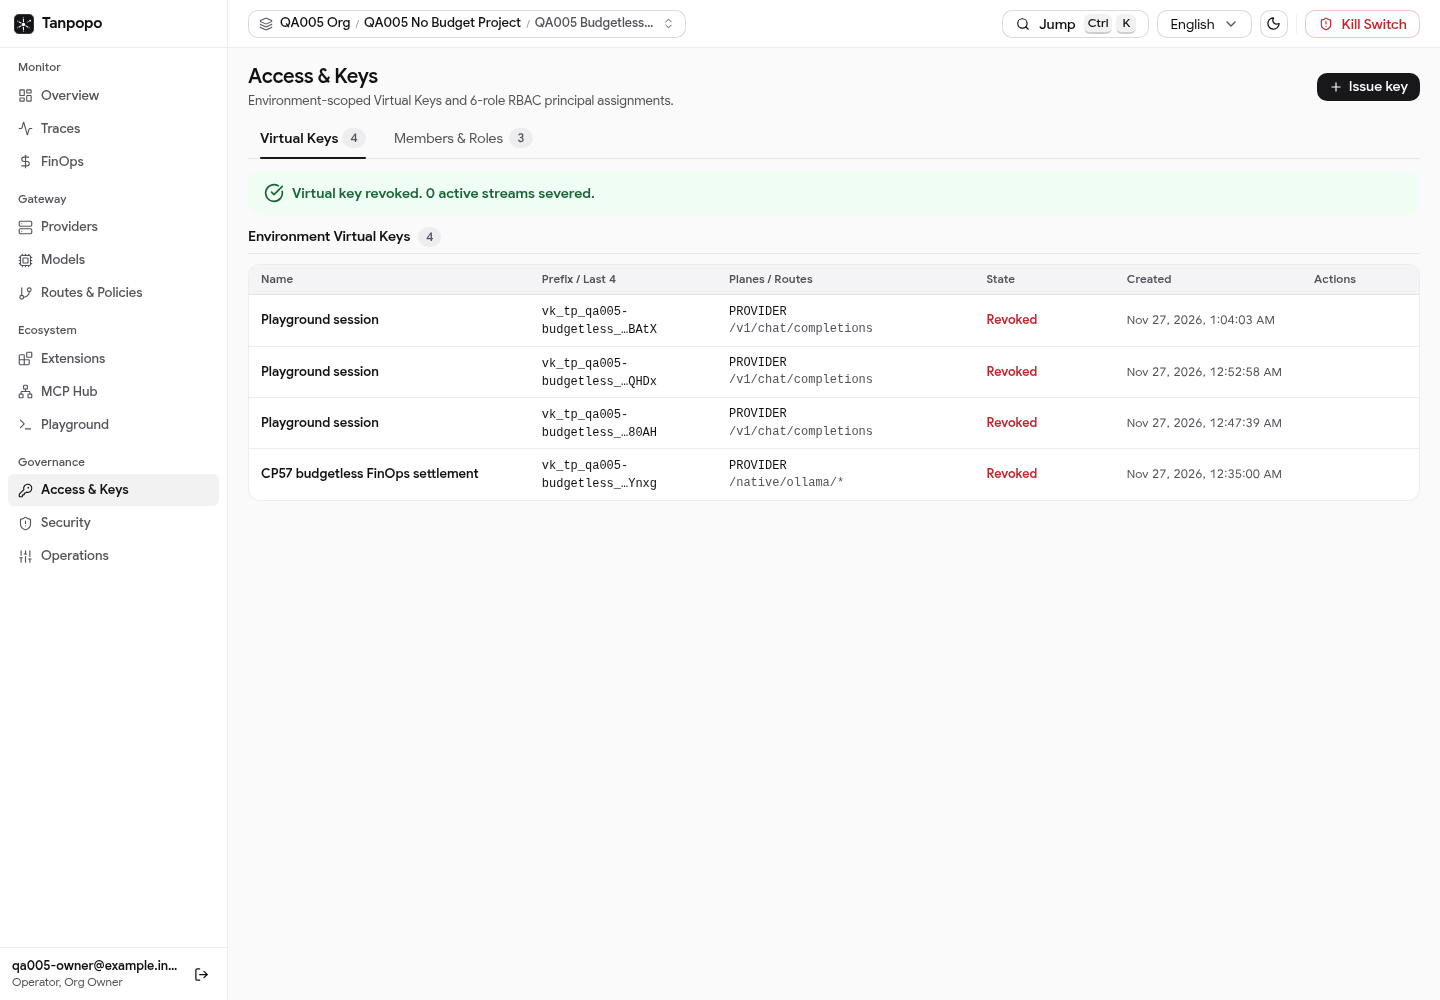 Tanpopo
QA005 Org / QA005 No Budget Project / QA005 Budgetless...
Jump Ctrl K
English
Kill Switch
Monitor
Overview
Traces
FinOps
Gateway
Providers
Models
Routes & Policies
Ecosystem
Extensions
MCP Hub
Playground
Governance
Access & Keys
Security
Operations
qa005-owner@example.in...
Operator, Org Owner
Access & Keys
Environment-scoped Virtual Keys and 6-role RBAC principal assignments.
Issue key
Virtual Keys 4 Members & Roles 3
Virtual key revoked. 0 active streams severed.
Environment Virtual Keys 4
Name Prefix / Last 4 Planes / Routes State Created Actions
Playground session vk_tp_qa005-budgetless_…BAtX PROVIDER /v1/chat/completions Revoked Nov 27, 2026, 1:04:03 AM
Playground session vk_tp_qa005-budgetless_…QHDx PROVIDER /v1/chat/completions Revoked Nov 27, 2026, 12:52:58 AM
Playground session vk_tp_qa005-budgetless_…80AH PROVIDER /v1/chat/completions Revoked Nov 27, 2026, 12:47:39 AM
CP57 budgetless FinOps settlement vk_tp_qa005-budgetless_…Ynxg PROVIDER /native/ollama/* Revoked Nov 27, 2026, 12:35:00 AM